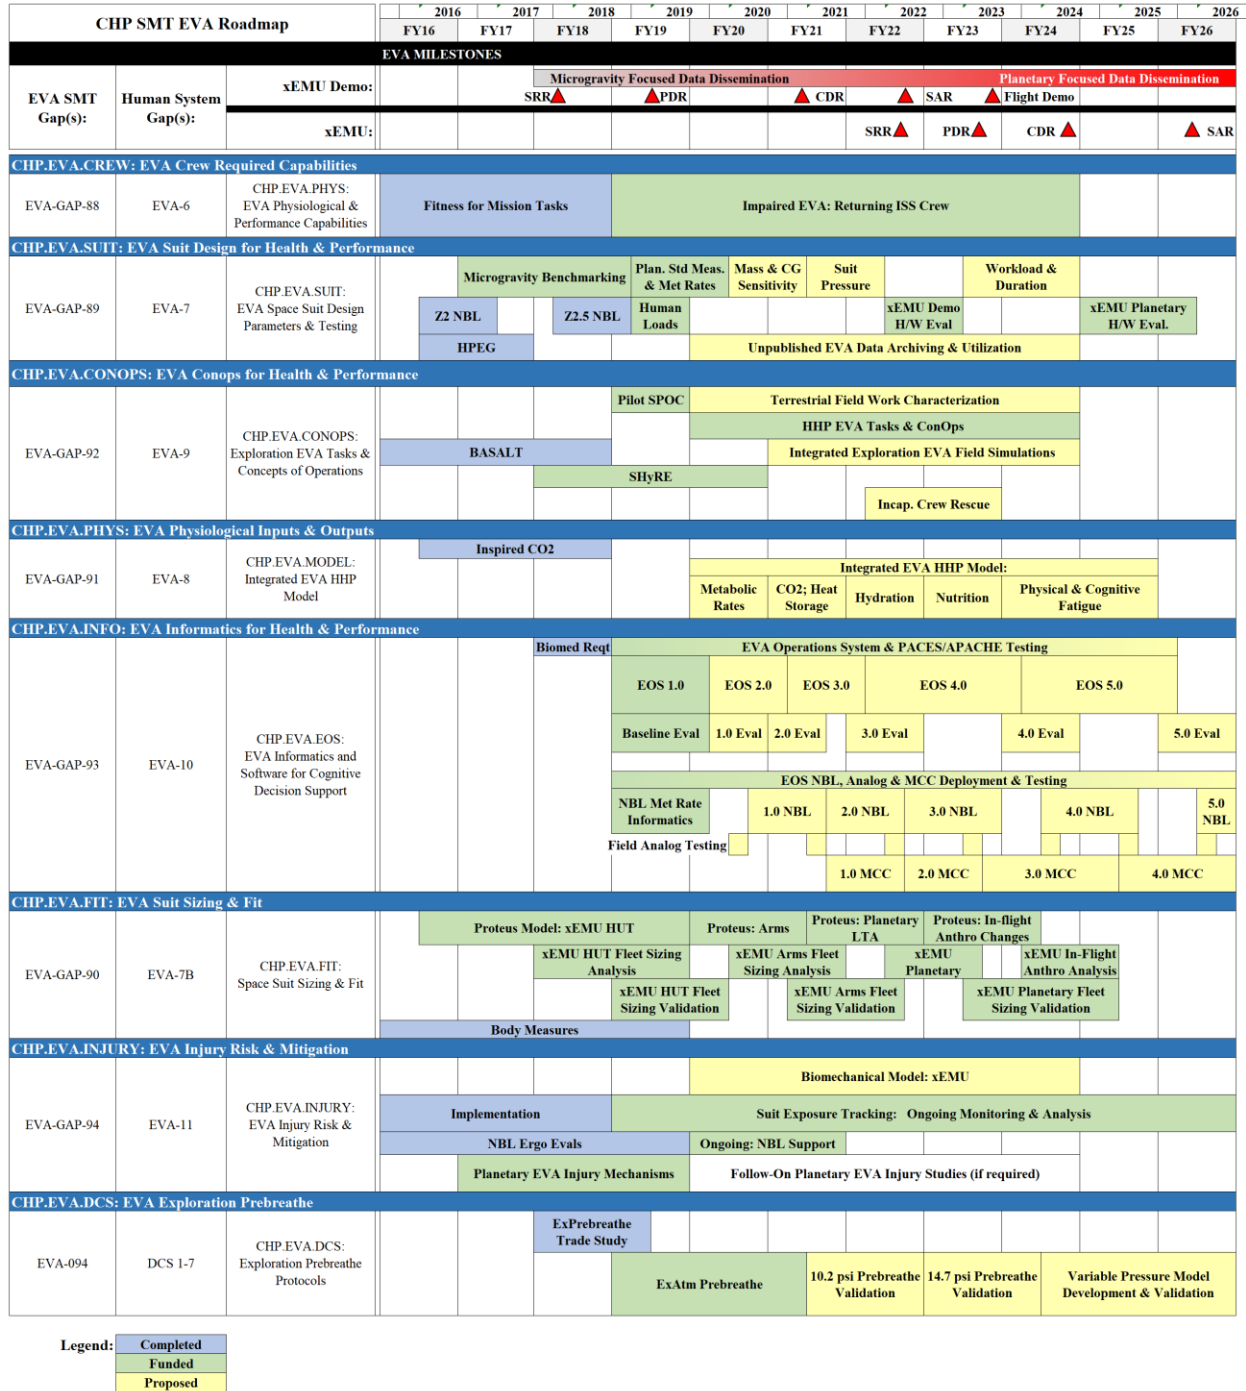 CHP SMT EVA Roadmap
2016 2017 2018 2019 2020 2021 2022 2023 2024 2025 2026
FY16 FY17 FY18 FY19 FY20 FY21 FY22 FY23 FY24 FY25 FY26
EVA MILESTONES
EVA SMT Gap(s):
Human System Gap(s):
xEMU Demo:
Microgravity Focused Data Dissemination
Planetary Focused Data Dissemination
SRR PDR CDR SAR Flight Demo
xEMU:
SRR PDR CDR SAR
CHP.EVA.CREW: EVA Crew Required Capabilities
EVA-GAP-88
EVA-6
CHP.EVA.PHYS:
EVA Physiological &
Performance Capabilities
Fitness for Mission Tasks
Impaired EVA: Returning ISS Crew
CHP.EVA.SUIT: EVA Suit Design for Health & Performance
EVA-GAP-89
EVA-7
CHP.EVA.SUIT:
EVA Space Suit Design
Parameters & Testing
Microgravity Benchmarking
Plan. Std Meas.
& Met Rates
Mass & CG
Sensitivity
Suit
Pressure
Workload &
Duration
Z2 NBL
Z2.5 NBL
Human
Loads
xEMU Demo
H/W Eval
xEMU Planetary
H/W Eval.
HPEG
Unpublished EVA Data Archiving & Utilization
CHP.EVA.CONOPS: EVA Conops for Health & Performance
EVA-GAP-92
EVA-9
CHP.EVA.CONOPS:
Exploration EVA Tasks &
Concepts of Operations
Pilot SPOC
Terrestrial Field Work Characterization
HHP EVA Tasks & ConOps
BASALT
Integrated Exploration EVA Field Simulations
SHyRE
Incap. Crew Rescue
CHP.EVA.PHYS: EVA Physiological Inputs & Outputs
EVA-GAP-91
EVA-8
CHP.EVA.MODEL:
Integrated EVA HHP
Model
Inspired CO2
Integrated EVA HHP Model:
Metabolic
Rates
CO2; Heat
Storage
Hydration
Nutrition
Physical & Cognitive
Fatigue
CHP.EVA.INFO: EVA Informatics for Health & Performance
EVA-GAP-93
EVA-10
CHP.EVA.EOS:
EVA Informatics and
Software for Cognitive
Decision Support
Biomed Reqt
EVA Operations System & PACES/APACHE Testing
EOS 1.0
EOS 2.0
EOS 3.0
EOS 4.0
EOS 5.0
Baseline Eval
1.0 Eval
2.0 Eval
3.0 Eval
4.0 Eval
5.0 Eval
EOS NBL, Analog & MCC Deployment & Testing
NBL Met Rate
Informatics
1.0 NBL
2.0 NBL
3.0 NBL
4.0 NBL
5.0
NBL
Field Analog Testing
1.0 MCC
2.0 MCC
3.0 MCC
4.0 MCC
CHP.EVA.FIT: EVA Suit Sizing & Fit
EVA-GAP-90
EVA-7B
CHP.EVA.FIT:
Space Suit Sizing & Fit
Proteus Model: xEMU HUT
Proteus: Arms
Proteus: Planetary
LTA
Proteus: In-flight
Anthro Changes
xEMU HUT Fleet Sizing
Analysis
xEMU Arms Fleet
Sizing Analysis
xEMU
Planetary
xEMU In-Flight
Anthro Analysis
xEMU HUT Fleet
Sizing Validation
xEMU Arms Fleet
Sizing Validation
xEMU Planetary Fleet
Sizing Validation
Body Measures
CHP.EVA.INJURY: EVA Injury Risk & Mitigation
EVA-GAP-94
EVA-11
CHP.EVA.INJURY:
EVA Injury Risk &
Mitigation
Biomechanical Model: xEMU
Implementation
Suit Exposure Tracking: Ongoing Monitoring & Analysis
NBL Ergo Evals
Ongoing: NBL Support
Planetary EVA Injury Mechanisms
Follow-On Planetary EVA Injury Studies (if required)
CHP.EVA.DCS: EVA Exploration Prebreathe
EVA-094
DCS 1-7
CHP.EVA.DCS:
Exploration Prebreathe
Protocols
ExPrebreathe
Trade Study
ExAtm Prebreathe
10.2 psi Prebreathe
Validation
14.7 psi Prebreathe
Validation
Variable Pressure Model
Development & Validation
Legend:
Completed
Funded
Proposed